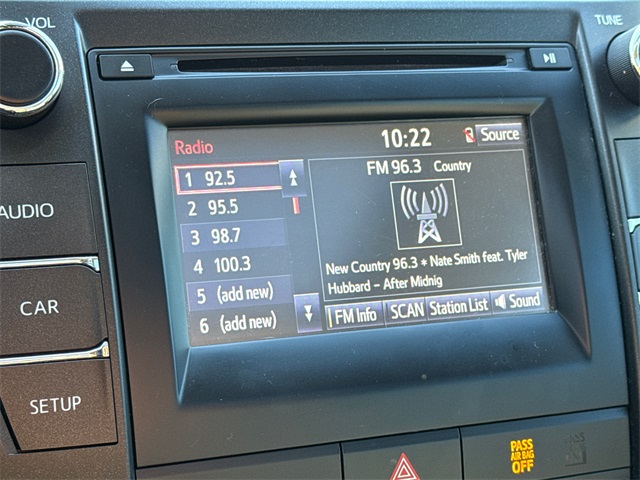 VOL
TUNE
Radio
10:22
Source
1 92.5
2 95.5
3 98.7
4 100.3
5 (add new)
6 (add new)
FM 96.3 Country
New Country 96.3 * Nate Smith feat. Tyler
Hubbard - After Midnig
FM Info
SCAN
Station List
Sound
AUDIO
CAR
SETUP
PASS
AIR BAG
OFF